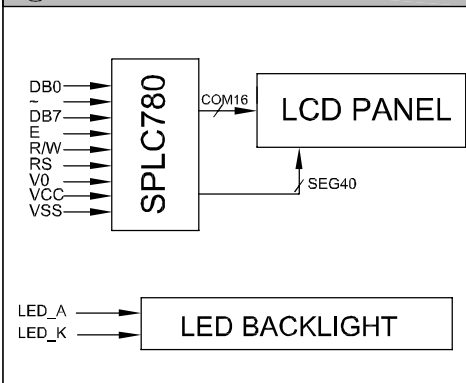 DB0
~
DB7
E
R/W
RS
V0
VCC
VSS
SPLC780
COM16
LCD PANEL
SEG40
LED_A
LED_K
LED BACKLIGHT